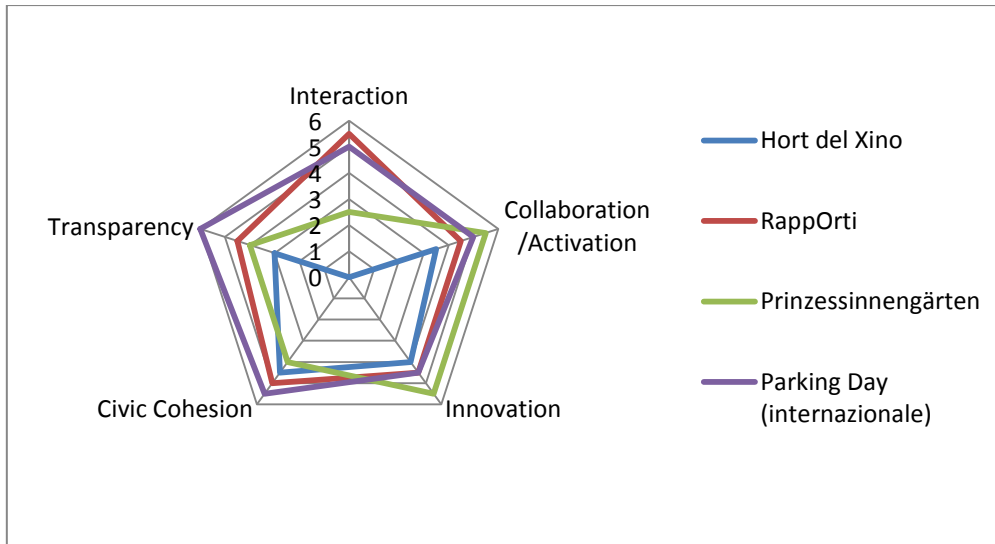 Interaction
6
5
4
3
2
1
0
Collaboration
/Activation
Innovation
Civic Cohesion
Transparency
Hort del Xino
RappOrti
Prinzessinnengärten
Parking Day
(internazionale)